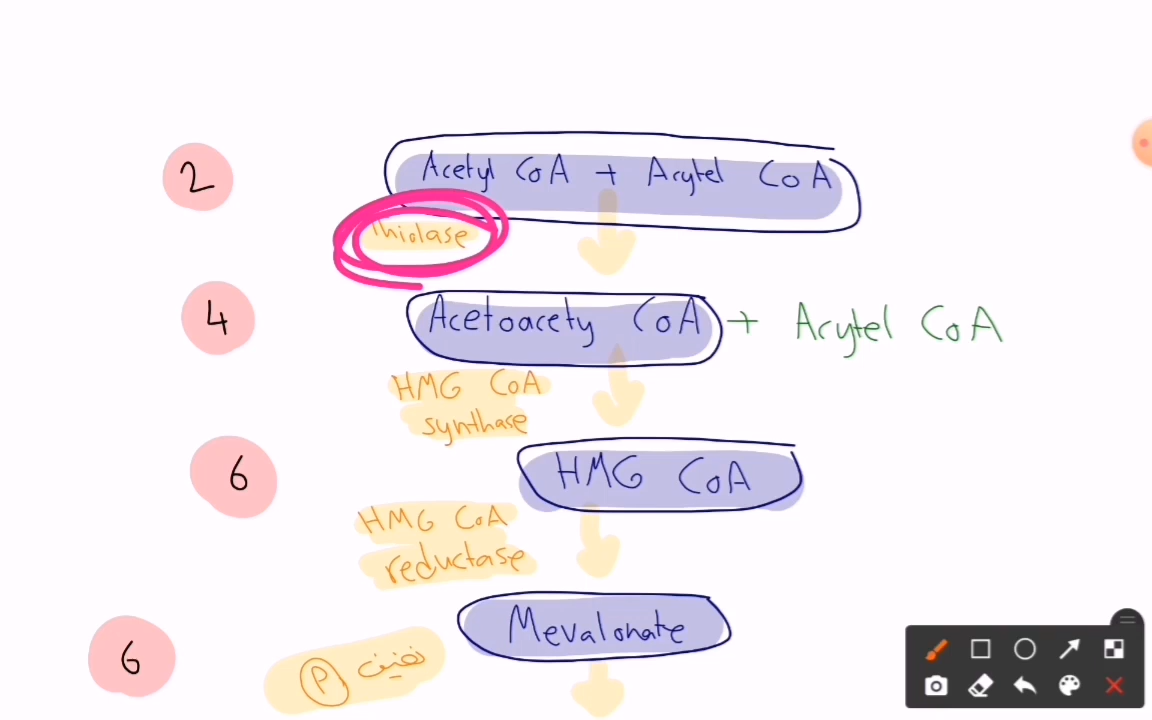 2
Acetyl CoA + Acytel CoA
thiolase
4
Acetoacety CoA + Acytel CoA
HMG CoA
synthase
6
HMG CoA
HMG CoA
reductase
6
Mevalonate
نضيف P